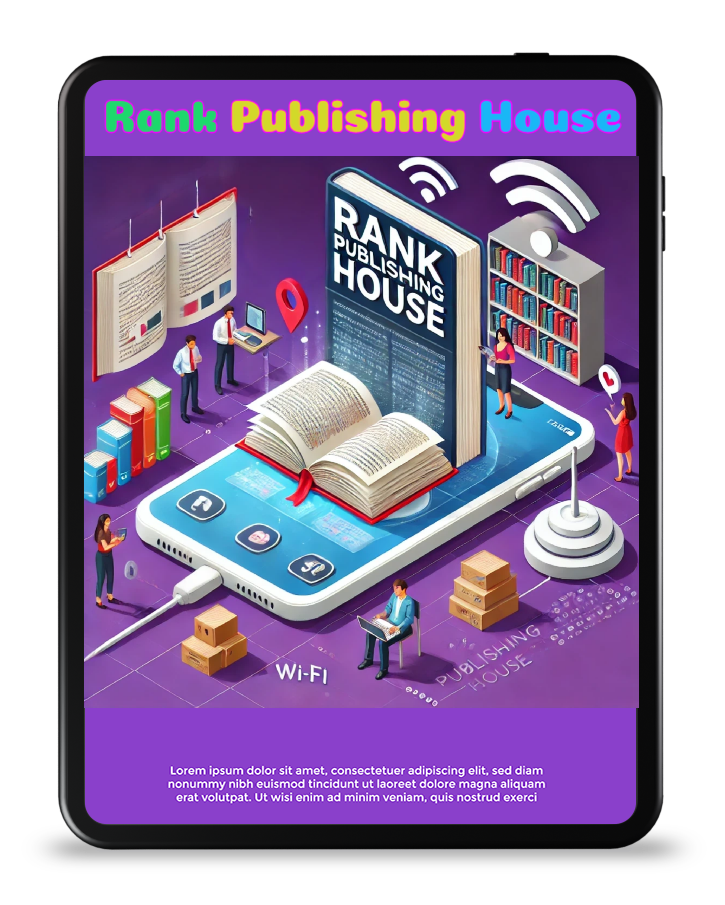 Rank Publishing House
RANK
PUBLISHING
HOUSE
Wi-FI
PUBLISHING
HOUSE
Lorem ipsum dolor sit amet, consectetuer adipiscing elit, sed diam
nonummy nibh euismod tincidunt ut laoreet dolore magna aliquam
erat volutpat. Ut wisi enim ad minim veniam, quis nostrud exerci